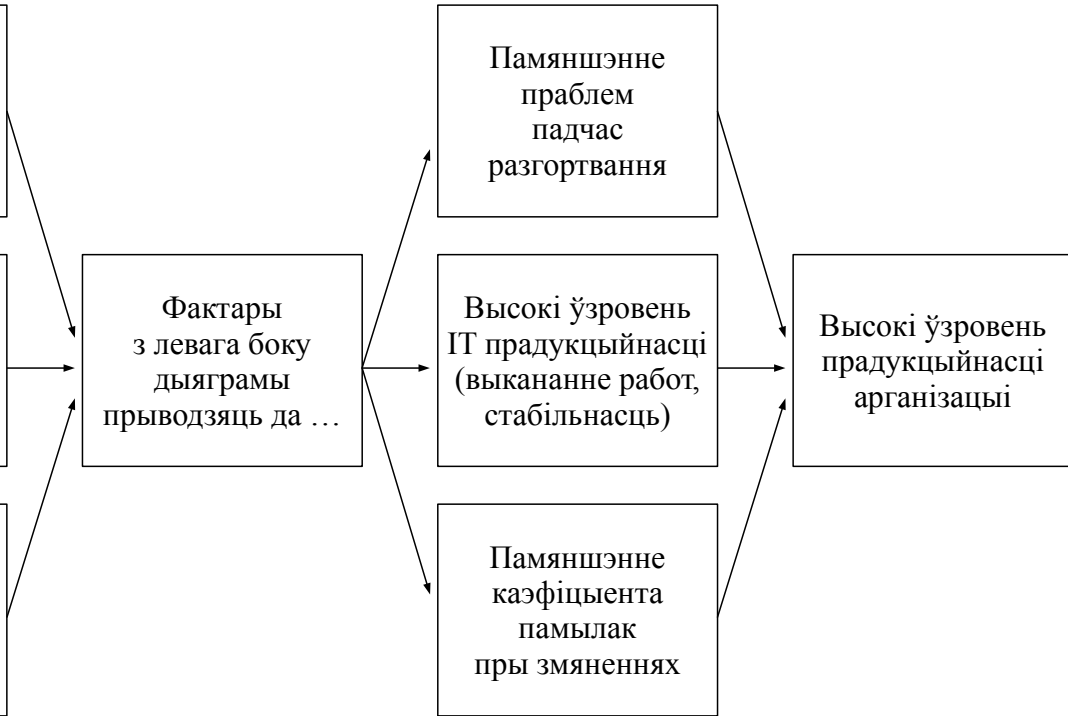 Памяншэнне
праблем
падчас
разгортвання
Фактары
з левага боку
дыяграмы
прыводзяць да …
Высокі ўзровень
ІТ прадукцыйнасці
(выкананне работ,
стабільнасць)
Высокі ўзровень
прадукцыйнасці
арганізацыі
Памяншэнне
каэфіцыента
памылак
пры змяненнях